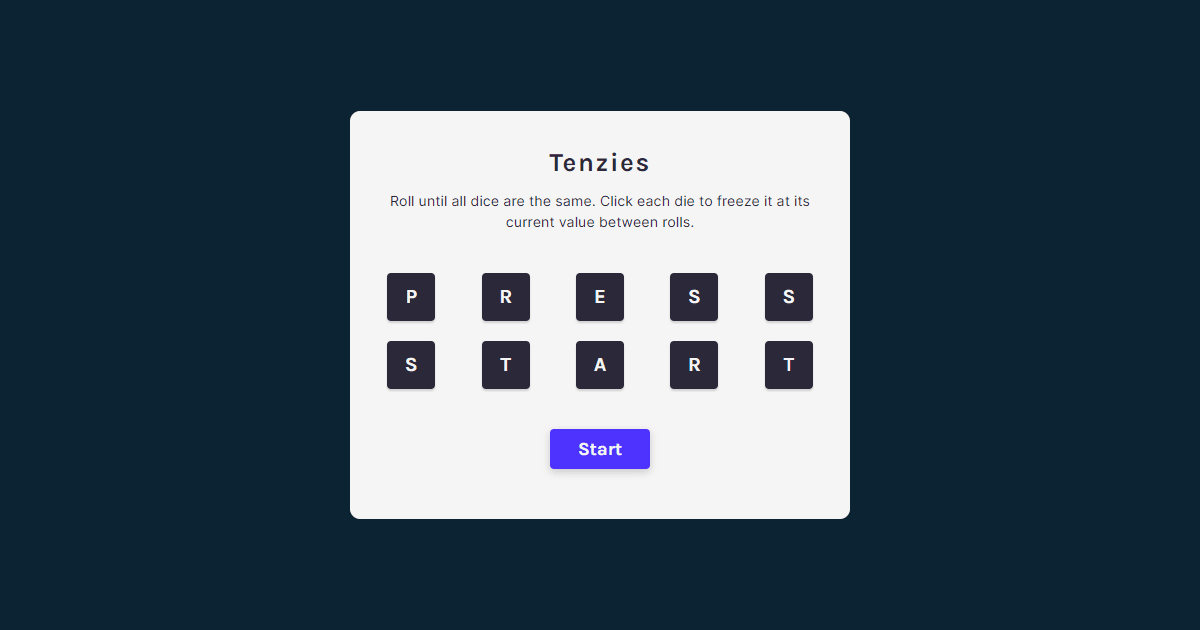 Tenzies
Roll until all dice are the same. Click each die to freeze it at its
current value between rolls.
P R E S S
S T A R T
Start